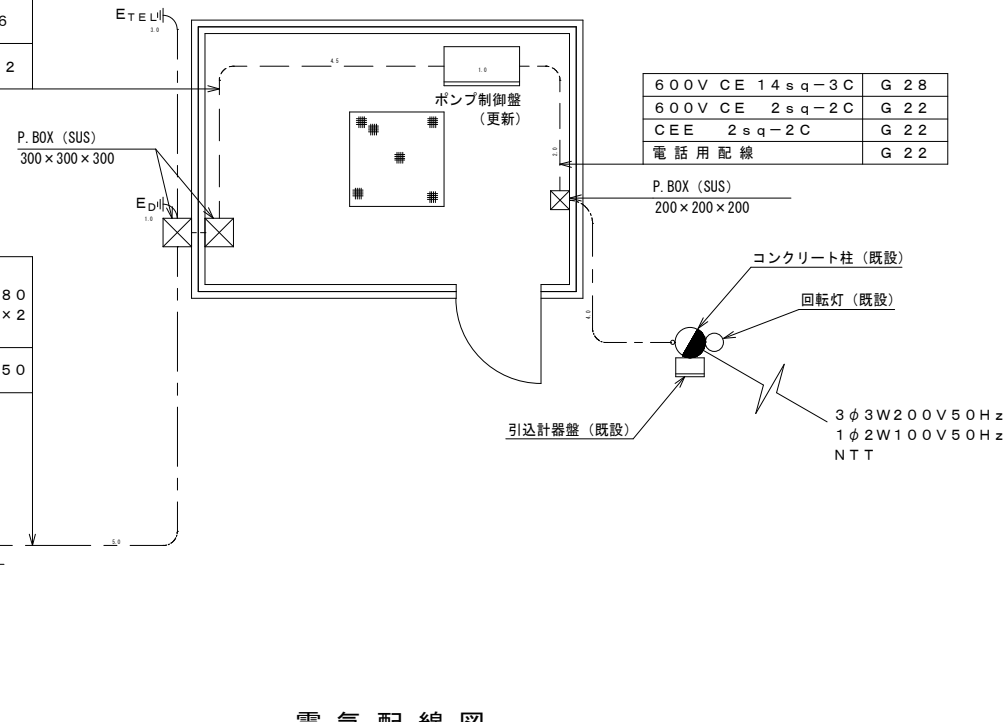 6
2
ETEL
3.0
4.5
1.0
ポンプ制御盤
(更新)
P.BOX (SUS)
300×300×300
600V CE 14sq-3C G 28
600V CE 2sq-2C G 22
CEE 2sq-2C G 22
電話用配線 G 22
2.0
P.BOX (SUS)
200×200×200
ED
1.0
コンクリート柱 (既設)
80
×2
回転灯 (既設)
4.0
50
引込計器盤 (既設)
3φ3W200V50Hz
1φ2W100V50Hz
NTT
5.0
電気配線図